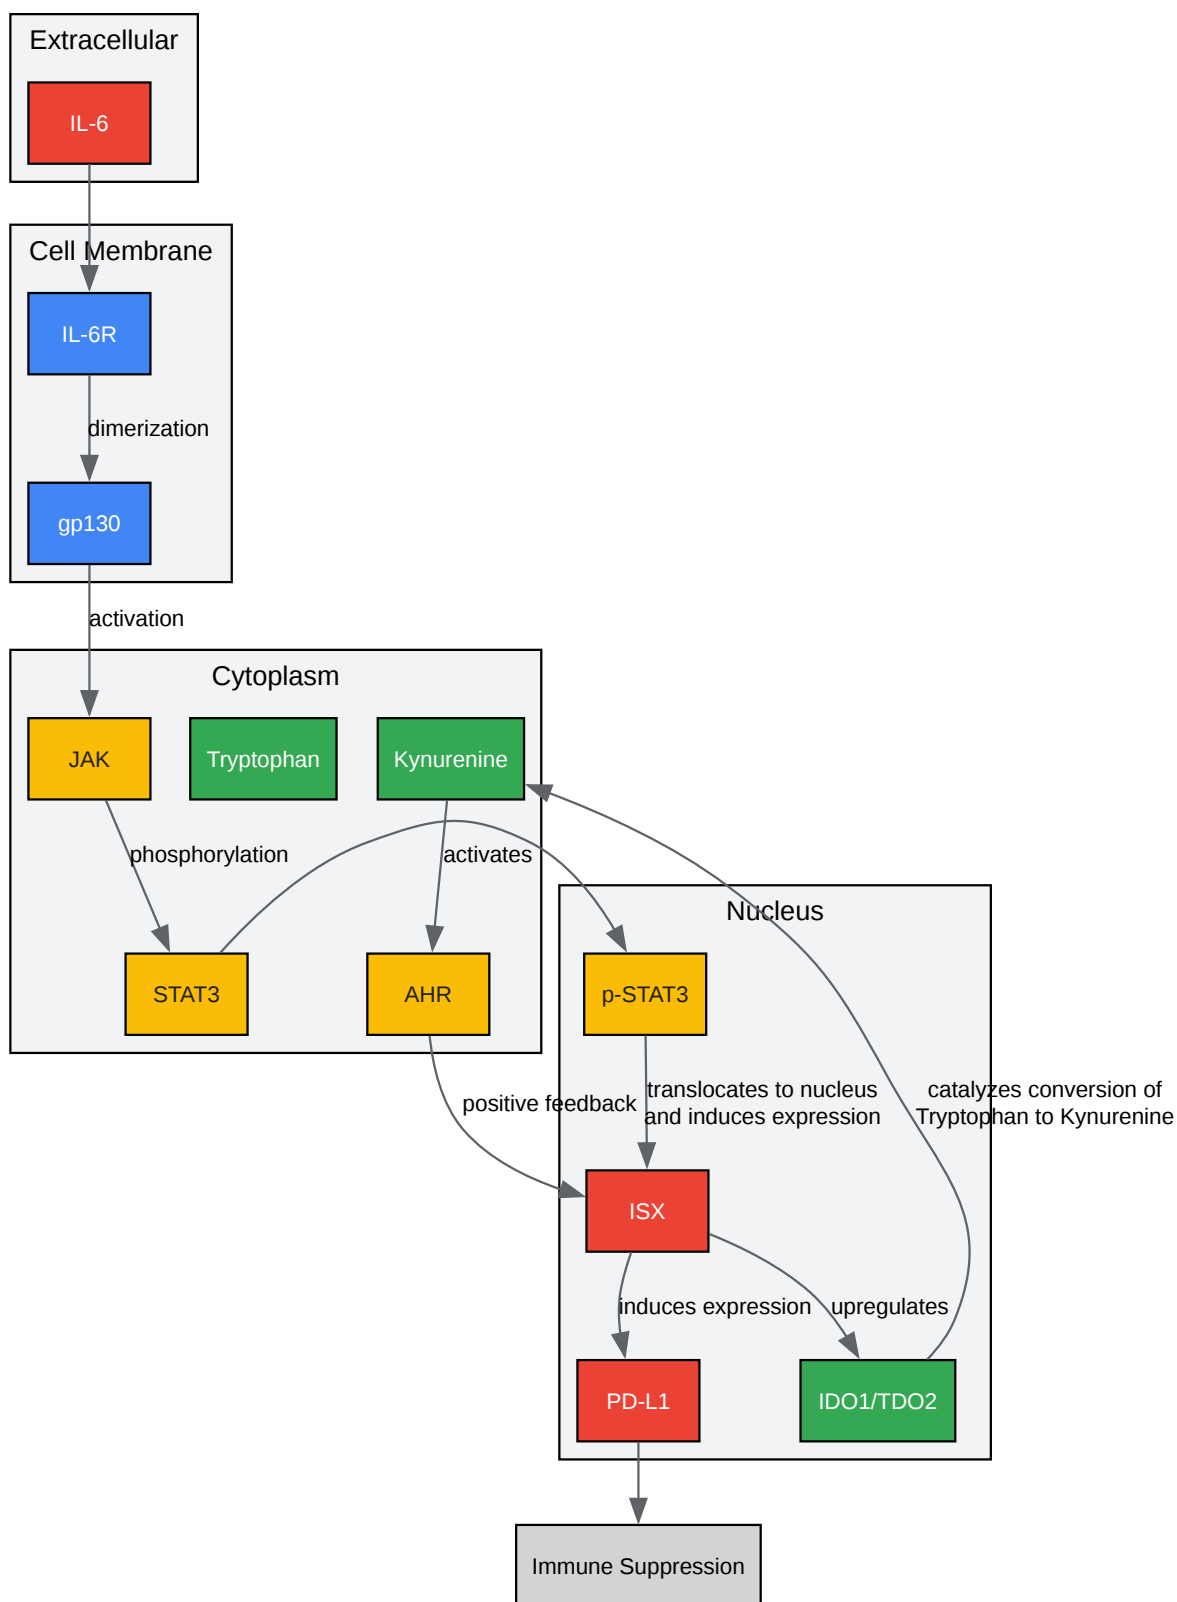 Extracellular
IL-6
Cell Membrane
IL-6R
dimerization
gp130
activation
Cytoplasm
JAK
Tryptophan
Kynurenine
phosphorylation
activates
Nucleus
STAT3
AHR
p-STAT3
positive feedback
translocates to nucleus
and induces expression
catalyzes conversion of
Tryptophan to Kynurenine
ISX
induces expression
upregulates
PD-L1
IDO1/TDO2
Immune Suppression